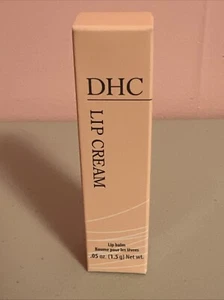 DHC
LIP CREAM
Lip balm
Baume pour les lèvres
.05 oz. (1.5 g) Net wt.